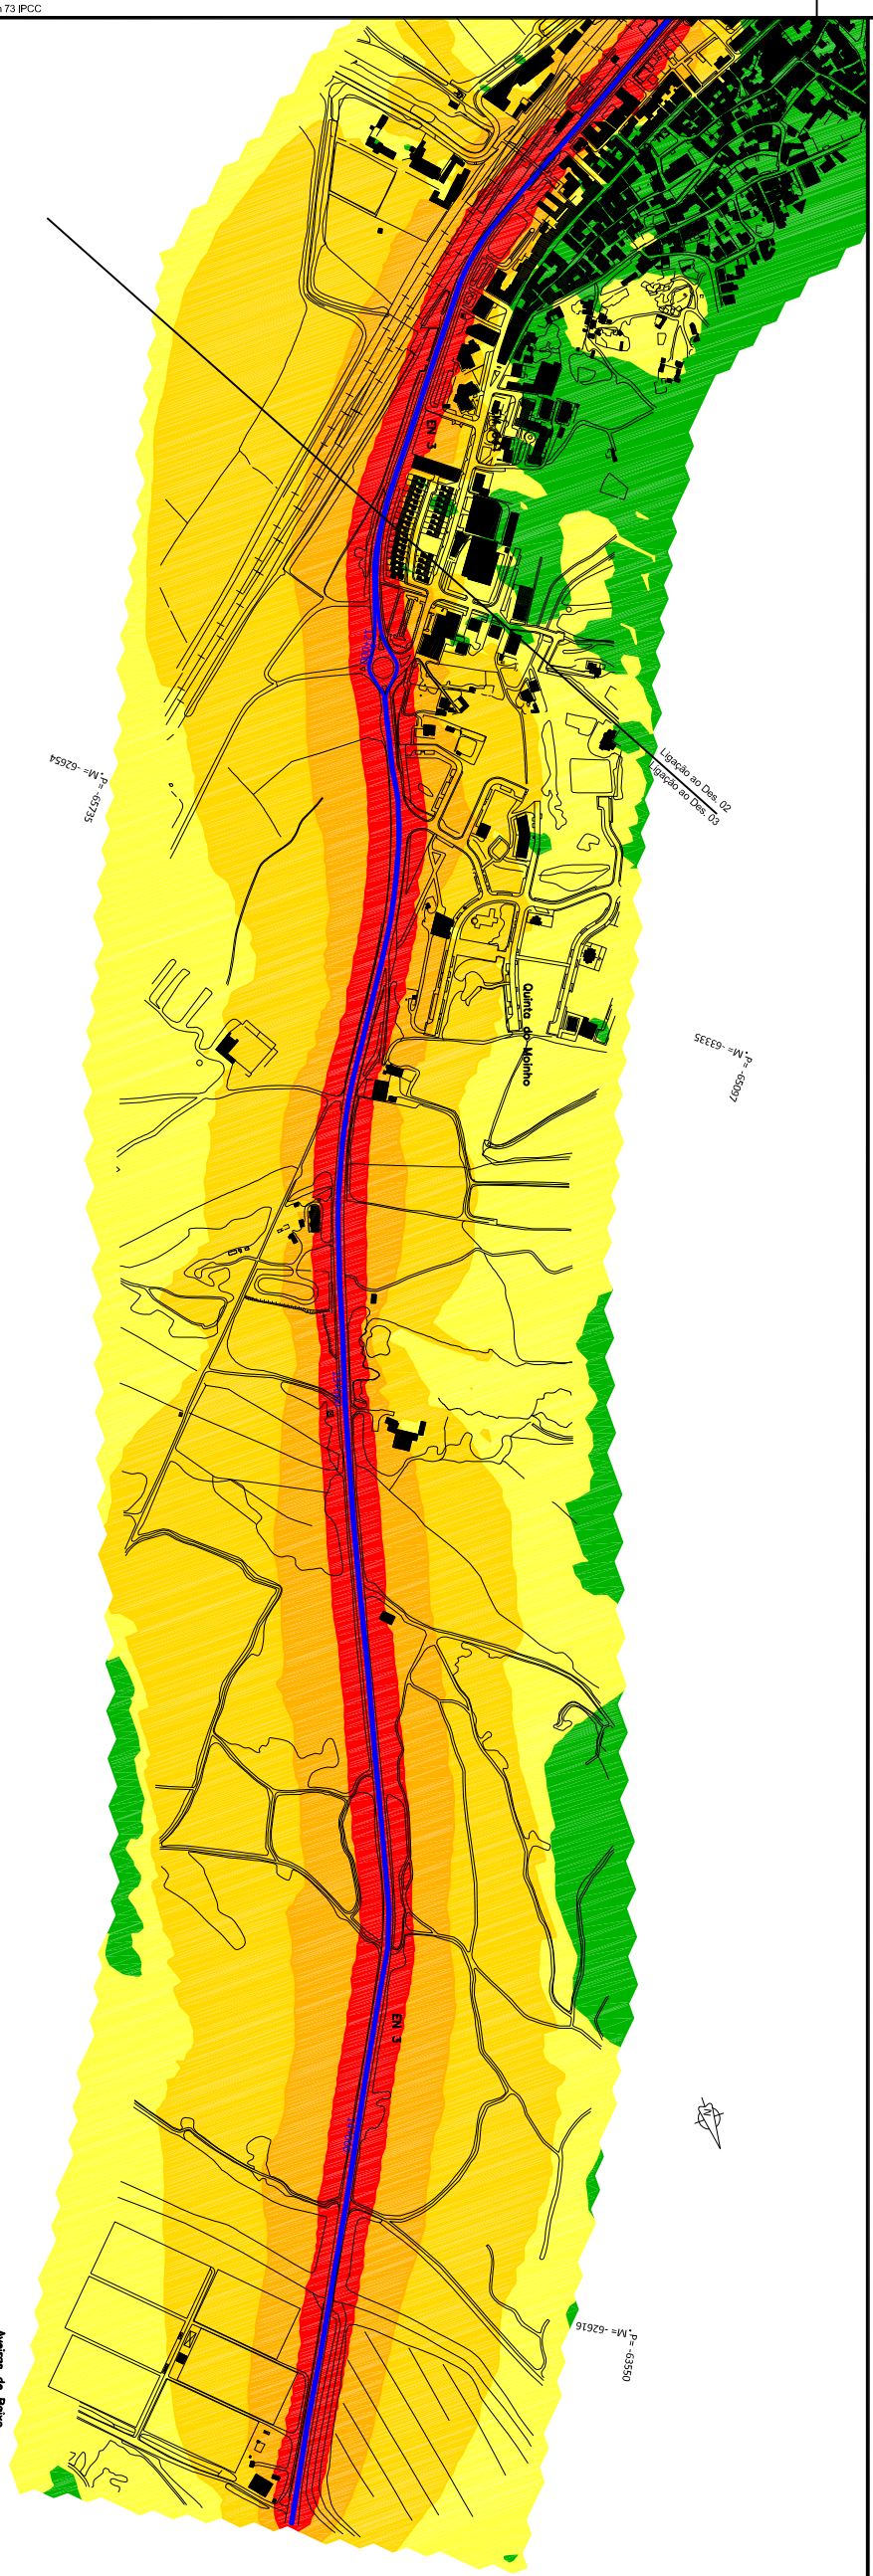 73 IPCC
EN 3
Ligação ao Des. 02
Ligação ao Des. 03
M= -62654
P= -65735
Quinta do Moinho
M= -63335
P= -65097
EN 3
N
M= -62616
P= -63550